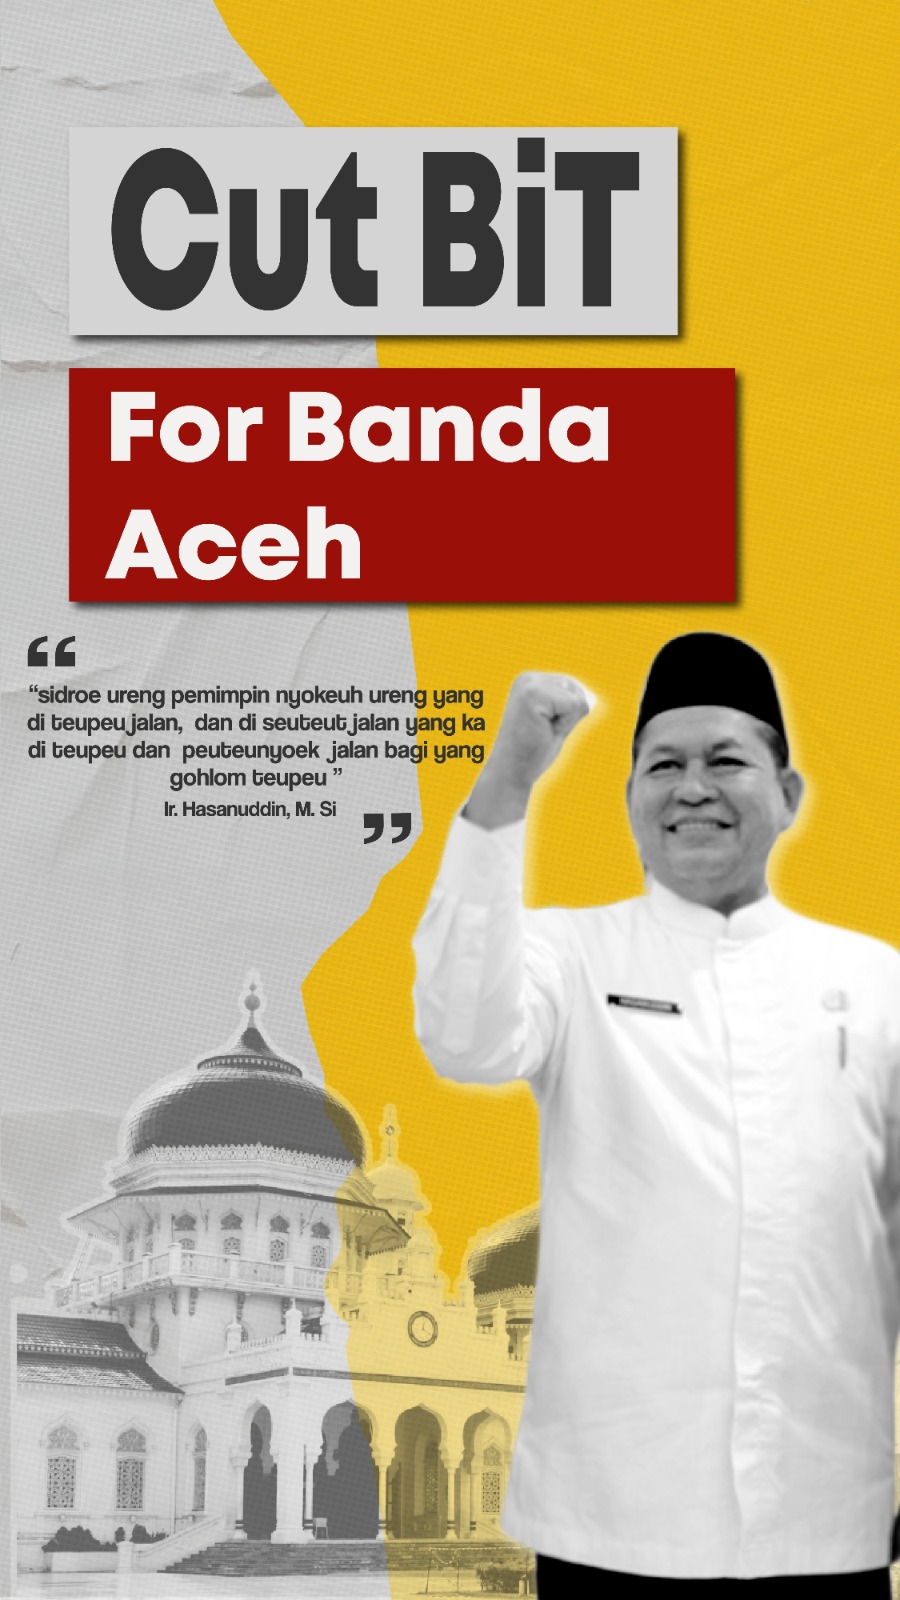 Cut BiT
For Banda
Aceh
“
“sidroe ureng pemimpin nyokeuh ureng yang
di teupeu jalan, dan di seuteut jalan yang ka
di teupeu dan peuteunyoek jalan bagi yang
gohlom teupeu ”
Ir. Hasanuddin, M. Si
”